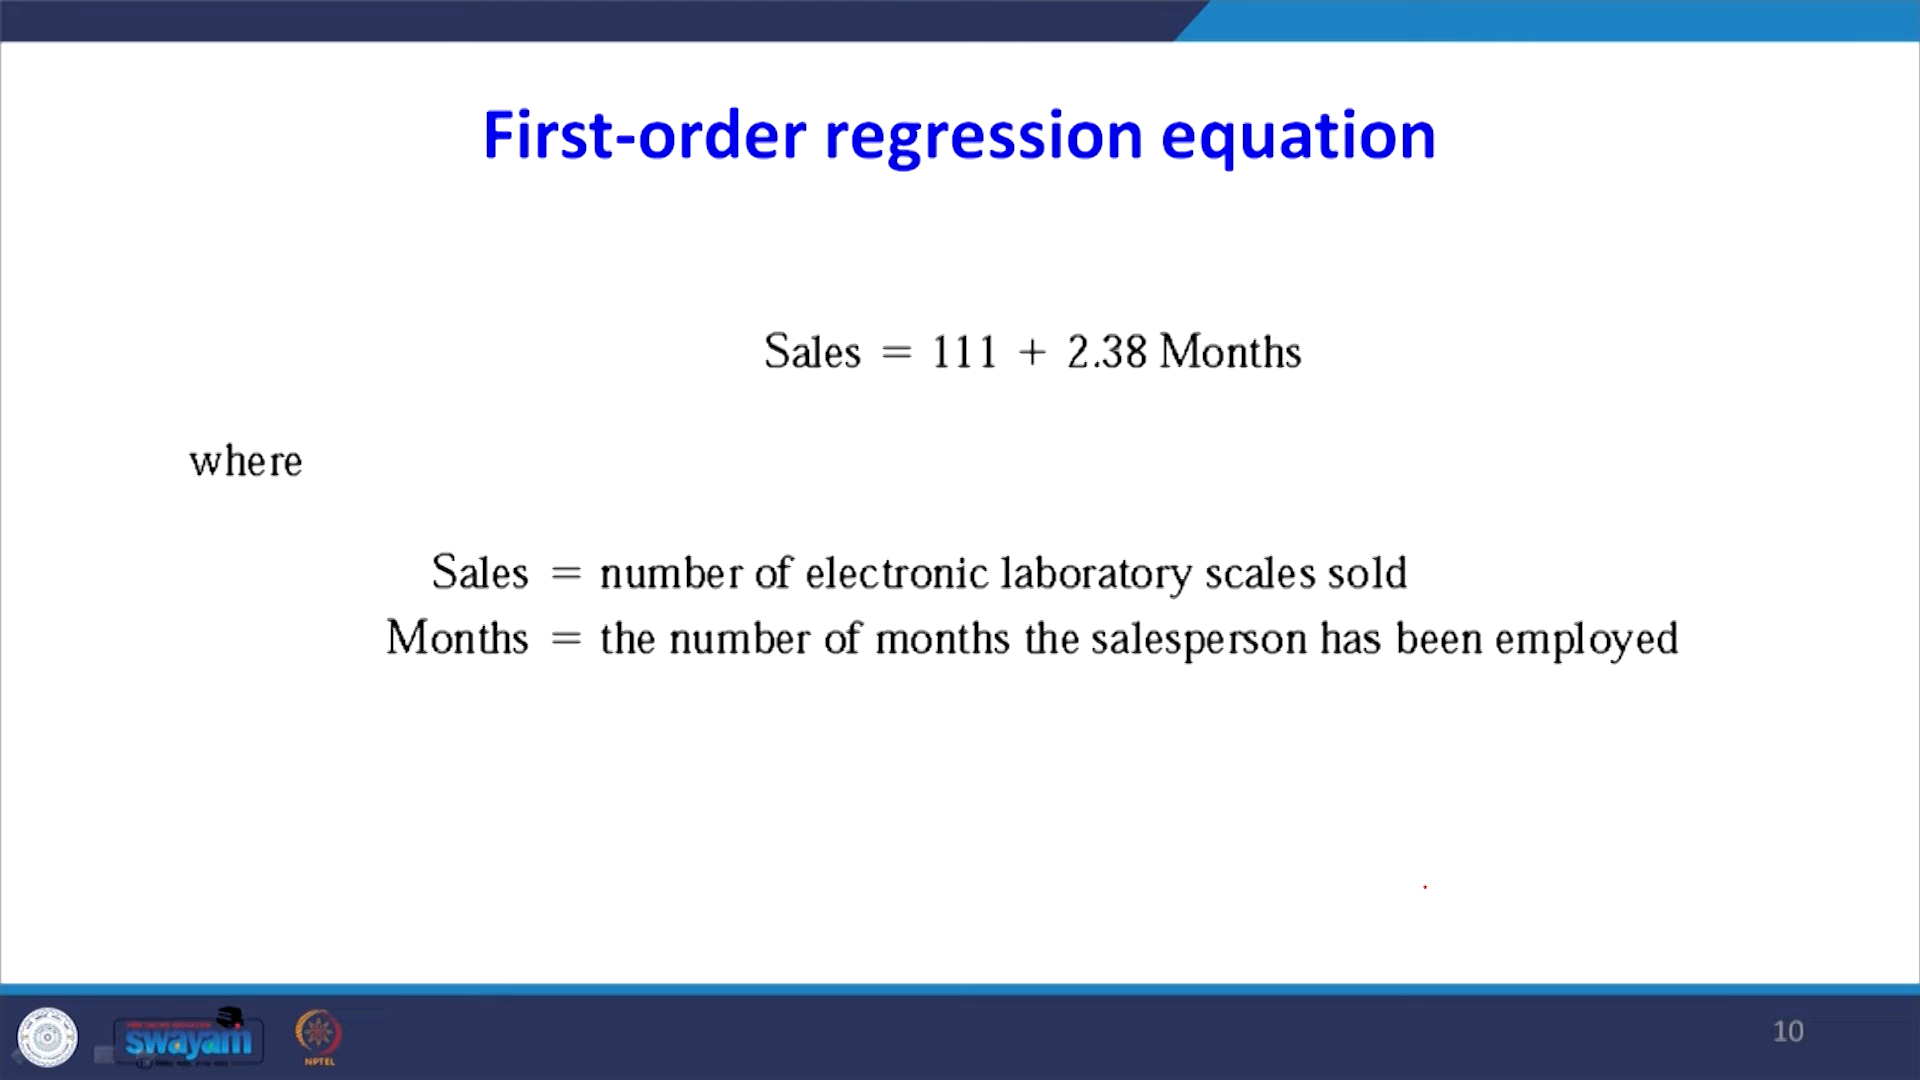 First-order regression equation
Sales = 111 + 2.38 Months
where
Sales = number of electronic laboratory scales sold
Months = the number of months the salesperson has been employed
swayam
NPTEL
10